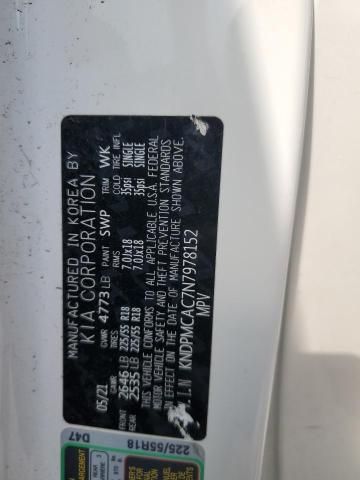 MANUFACTURED IN KOREA BY
KIA CORPORATION
05/21 GVWR 4773 LB PAINT SWP TRIM WK
GAWR RIMS COLD TIRE INFL
FRONT 2646 LB 225/55 R18 7.0Jx18 35psi SINGLE
REAR 2535 LB 225/55 R18 7.0Jx18 35psi SINGLE
THIS VEHICLE CONFORMS TO ALL APPLICABLE U.S.A. FEDERAL
MOTOR VEHICLE SAFETY AND THEFT PREVENTION STANDARDS
IN EFFECT ON THE DATE OF MANUFACTURE SHOWN ABOVE.
V.I.N KNDPMCAC7N7978152
MPV
D47
225/55R18
REAR